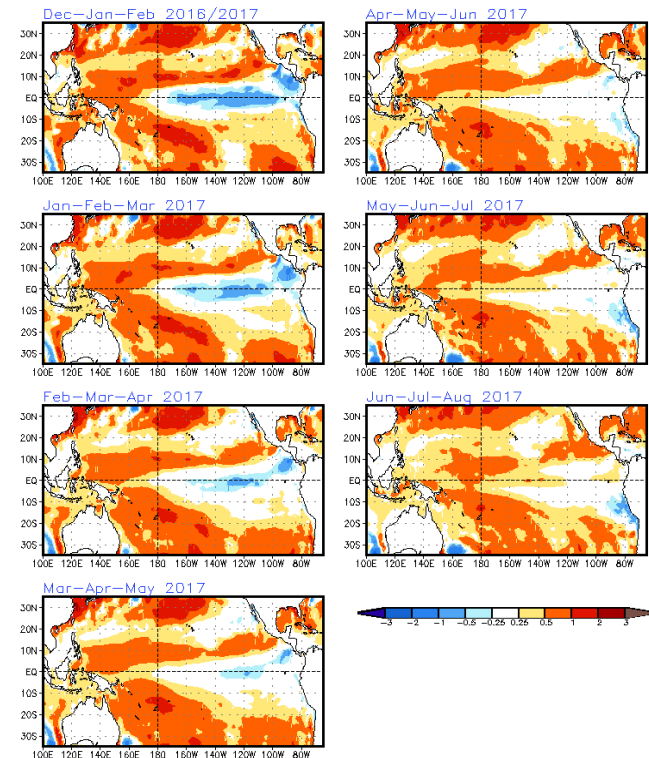 Dec-Jan-Feb 2016/2017
30N
20N
10N
EQ
10S
20S
30S
100E 120E 140E 160E 180 160W 140W 120W 100W 80W
Apr-May-Jun 2017
30N
20N
10N
EQ
10S
20S
30S
100E 120E 140E 160E 180 160W 140W 120W 100W 80W
Jan-Feb-Mar 2017
30N
20N
10N
EQ
10S
20S
30S
100E 120E 140E 160E 180 160W 140W 120W 100W 80W
May-Jun-Jul 2017
30N
20N
10N
EQ
10S
20S
30S
100E 120E 140E 160E 180 160W 140W 120W 100W 80W
Feb-Mar-Apr 2017
30N
20N
10N
EQ
10S
20S
30S
100E 120E 140E 160E 180 160W 140W 120W 100W 80W
Jun-Jul-Aug 2017
30N
20N
10N
EQ
10S
20S
30S
100E 120E 140E 160E 180 160W 140W 120W 100W 80W
Mar-Apr-May 2017
30N
20N
10N
EQ
10S
20S
30S
100E 120E 140E 160E 180 160W 140W 120W 100W 80W
-3 -2 -1 -0.5 -0.25 0.25 0.5 1 2 3